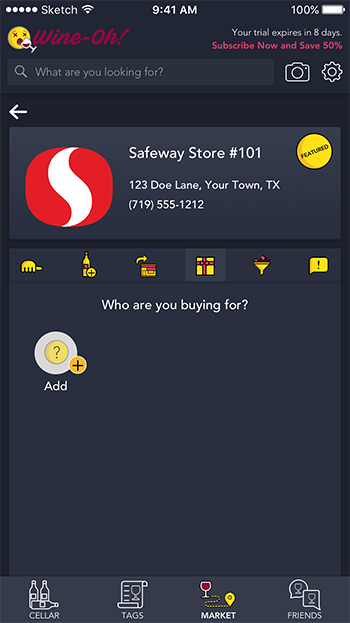 Sketch 9:41 AM 100%
Wine-Oh!
Your trial expires in 8 days.
Subscribe Now and Save 50%
What are you looking for?
Safeway Store #101
FEATURED
123 Doe Lane, Your Town, TX
(719) 555-1212
Who are you buying for?
?
Add
CELLAR TAGS MARKET FRIENDS